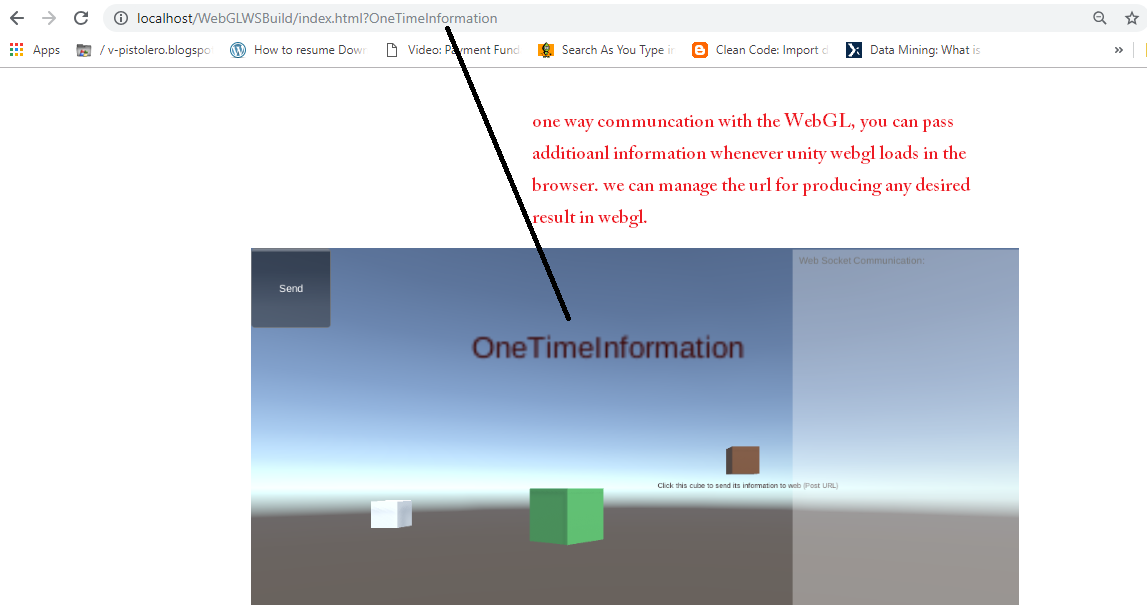 localhost/WebGLWSBuild/index.html?OneTimeInformation
Apps / v-pistolero.blogspo How to resume Dow Video: Payment Fund Search As You Type i Clean Code: Import d Data Mining: What is »
one way communcation with the WebGL, you can pass
additioanl information whenever unity webgl loads in the
browser. we can manage the url for producing any desired
result in webgl.
Web Socket Communication:
Send
OneTimeInformation
Click this cube to send its information to web (Post URL)